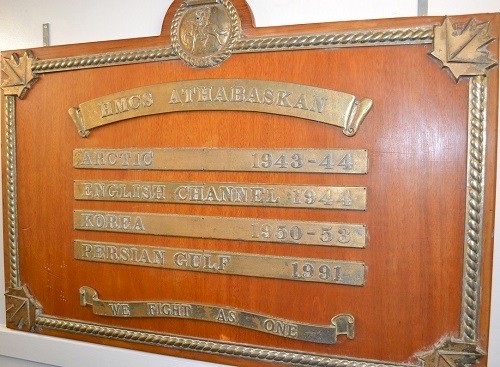 HMCS ATHABASKAN
ARCTIC 1943-44
ENGLISH CHANNEL 1944
KOREA 1950-53
PERSIAN GULF 1991
WE FIGHT AS ONE